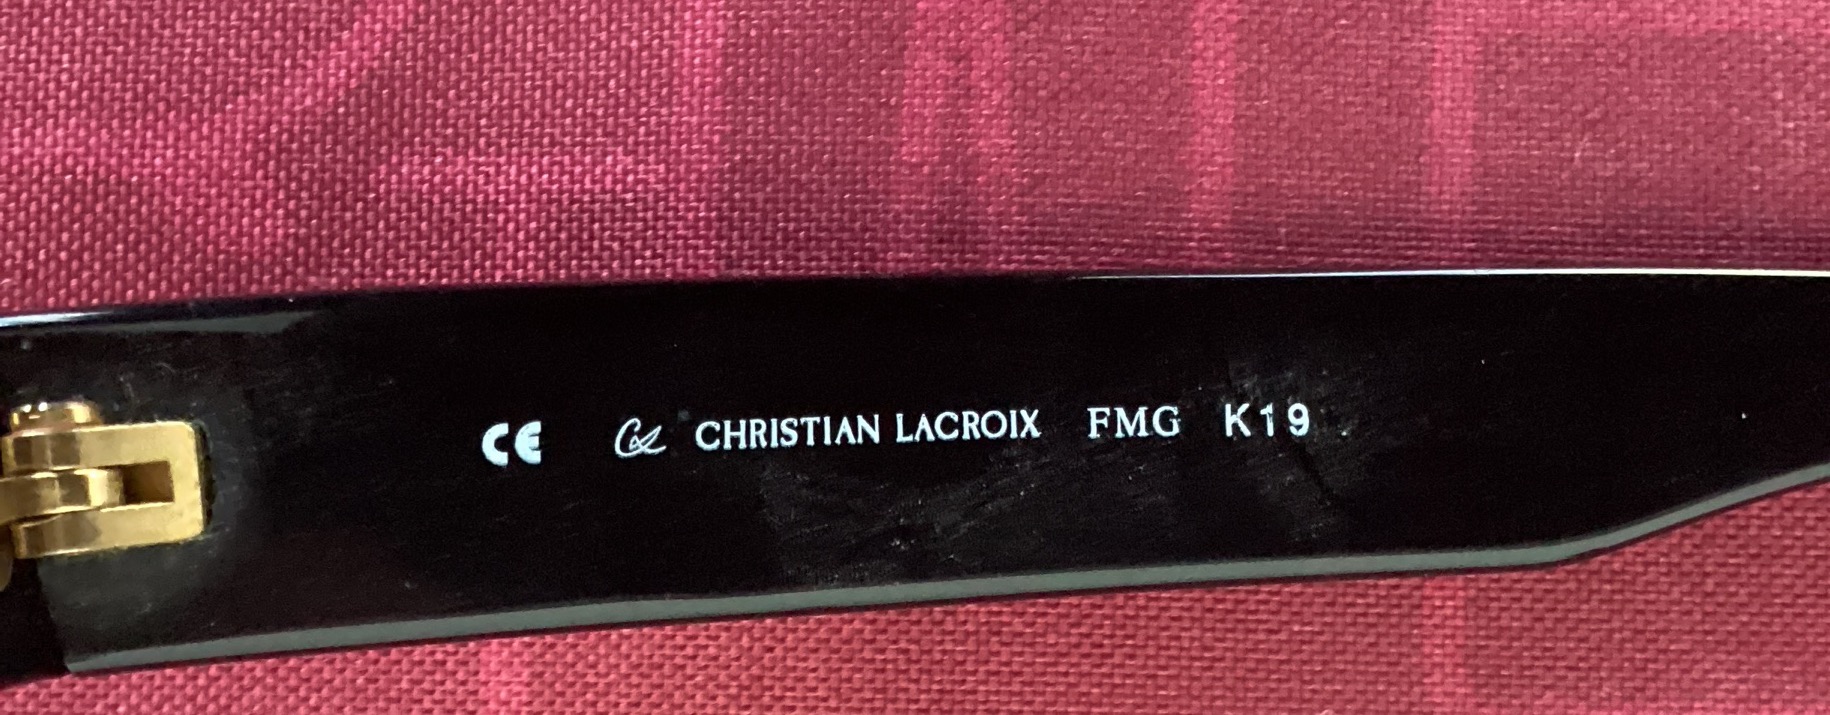 CE CHRISTIAN LACROIX FMG K19